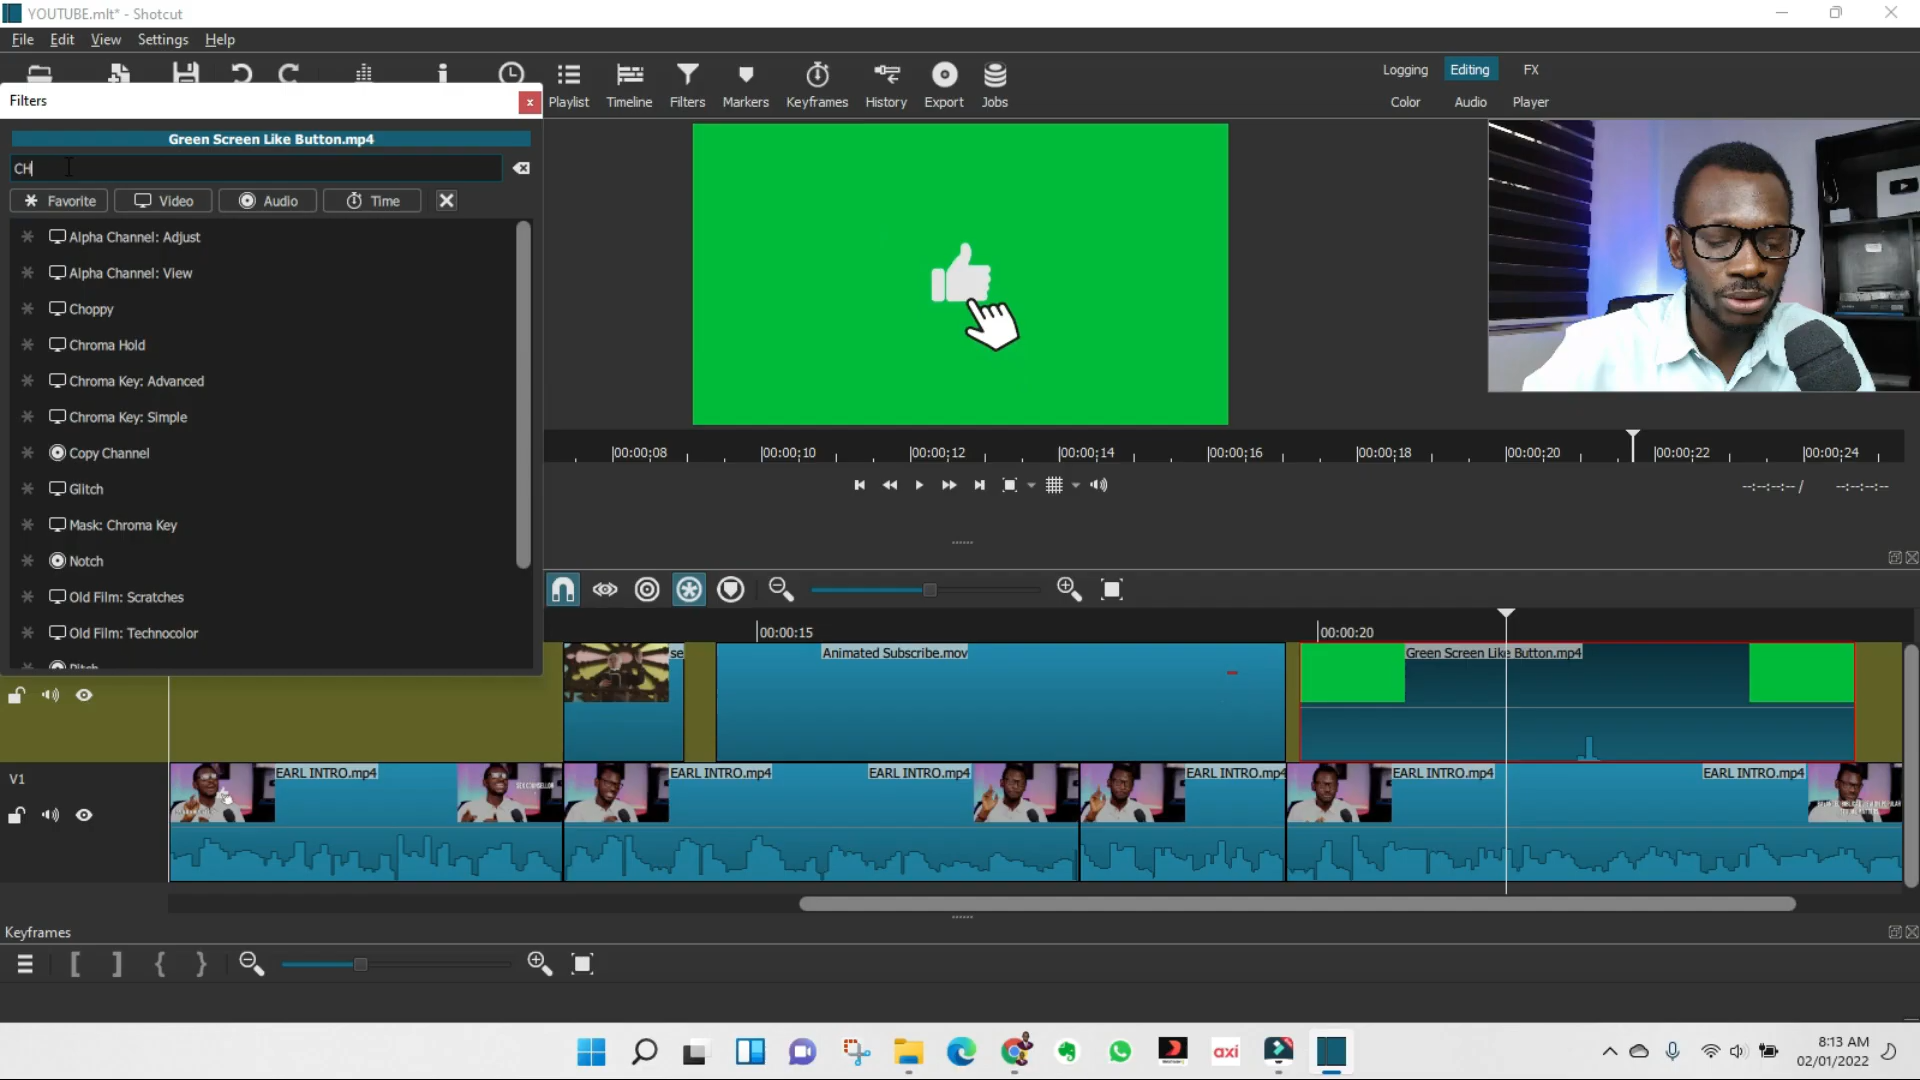 YOUTUBE.mlt* - Shotcut
File Edit View Settings Help
Playlist Timeline Filters Markers Keyframes History Export Jobs
Logging Editing FX
Color Audio Player
Filters
Green Screen Like Button.mp4
CH
Favorite Video Audio Time
Alpha Channel: Adjust
Alpha Channel: View
Choppy
Chroma Hold
Chroma Key: Advanced
Chroma Key: Simple
Copy Channel
Glitch
Mask: Chroma Key
Notch
Old Film: Scratches
Old Film: Technocolor
Pitch
00:00:08 00:00:10 00:00:12 00:00:14 00:00:16 00:00:18 00:00:20 00:00:22 00:00:24
--:--:--:-- / --:--:--:--
00:00:15 00:00:20
se Animated Subscribe.mov Green Screen Like Button.mp4
V1
EARL INTRO.mp4 EARL INTRO.mp4 EARL INTRO.mp4 EARL INTRO.mp4 EARL INTRO.mp4 EARL INTRO.mp4
Keyframes
axi
8:13 AM
02/01/2022